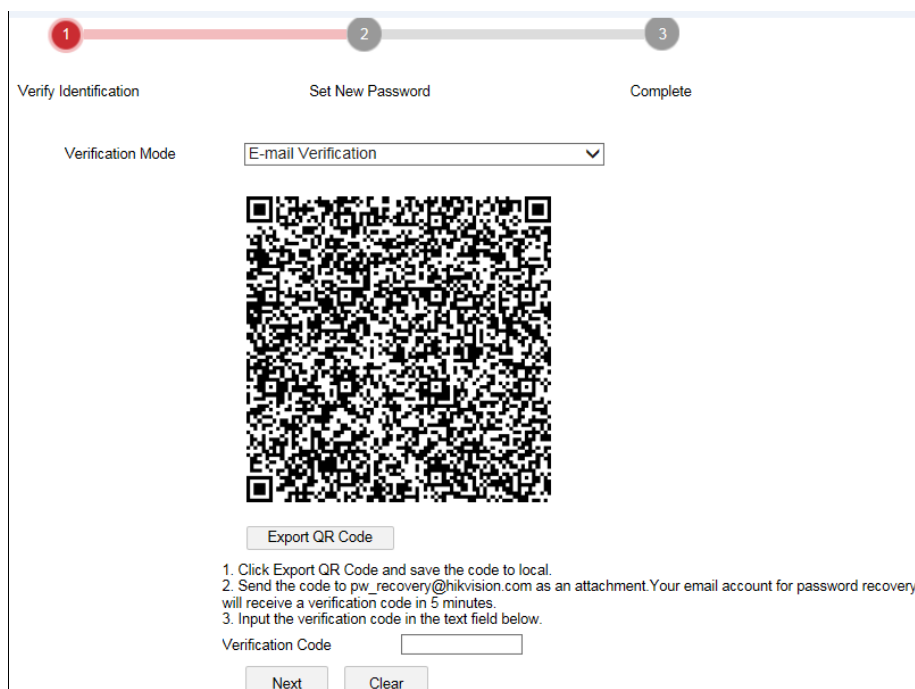 1 2 3
Verify Identification Set New Password Complete
Verification Mode E-mail Verification
Export QR Code
1. Click Export QR Code and save the code to local.
2. Send the code to pw_recovery@hikvision.com as an attachment.Your email account for password recovery
will receive a verification code in 5 minutes.
3. Input the verification code in the text field below.
Verification Code
Next Clear